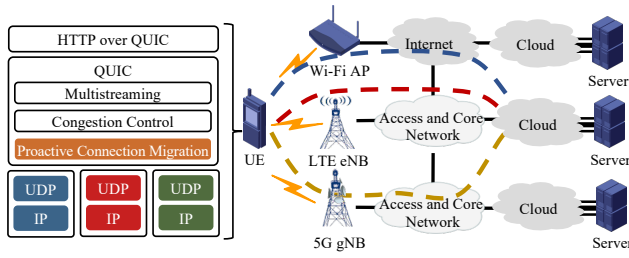 HTTP over QUIC
QUIC
Multistreaming
Congestion Control
Proactive Connection Migration
UDP
UDP
UDP
IP
IP
IP
UE
Wi-Fi AP
LTE eNB
5G gNB
Internet
Access and Core
Network
Access and Core
Network
Cloud
Cloud
Cloud
Server
Server
Server